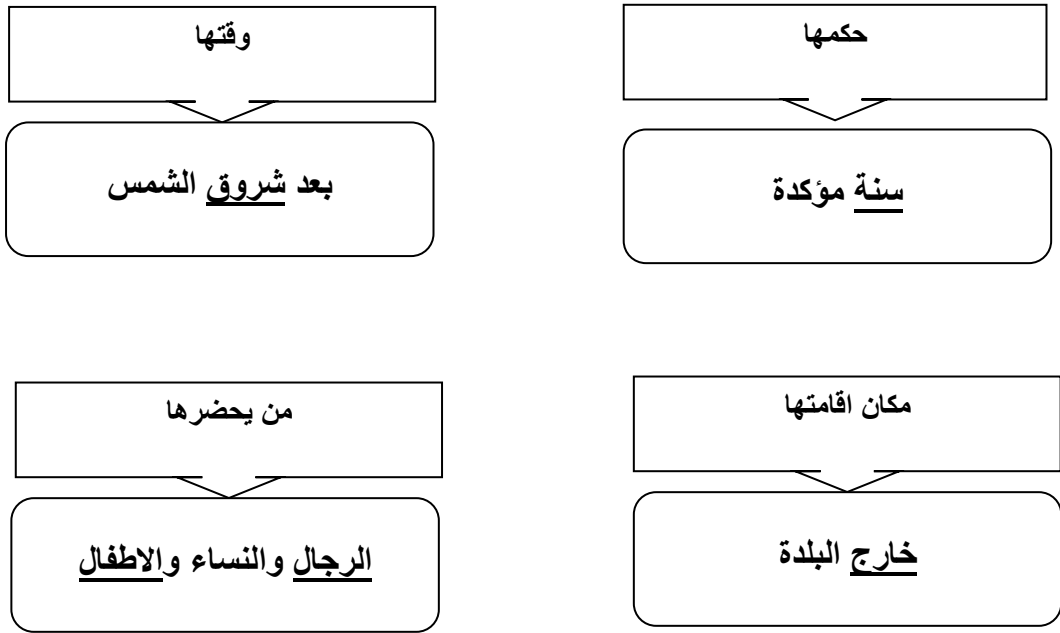 حكمها
سنة مؤكدة
وقتها
بعد شروق الشمس
مكان اقامتها
خارج البلدة
من يحضرها
الرجال والنساء والاطفال